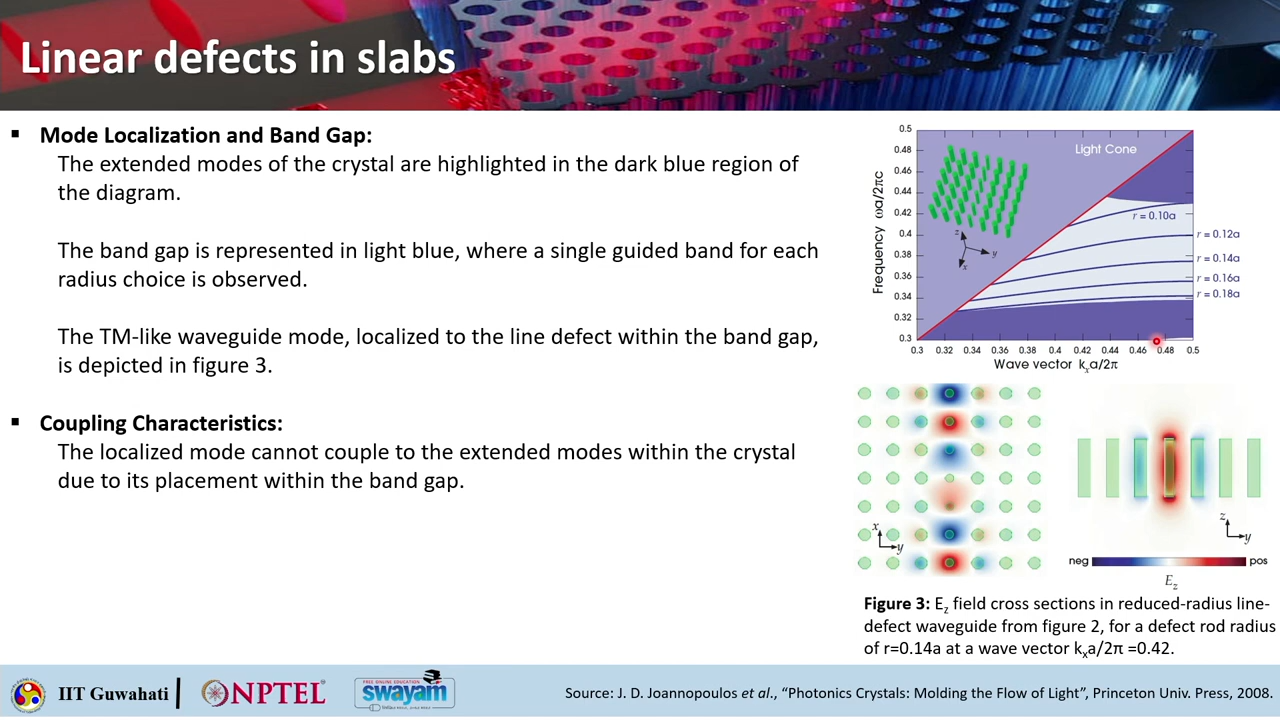 Linear defects in slabs
▪ Mode Localization and Band Gap:
The extended modes of the crystal are highlighted in the dark blue region of
the diagram.
The band gap is represented in light blue, where a single guided band for each
radius choice is observed.
The TM-like waveguide mode, localized to the line defect within the band gap,
is depicted in figure 3.
▪ Coupling Characteristics:
The localized mode cannot couple to the extended modes within the crystal
due to its placement within the band gap.
Frequency ωa/2πc
0.5
0.48
0.46
0.44
0.42
0.4
0.38
0.36
0.34
0.32
0.3
Light Cone
z
y
x
r = 0.10a
r = 0.12a
r = 0.14a
r = 0.16a
r = 0.18a
0.3 0.32 0.34 0.36 0.38 0.4 0.42 0.44 0.46 0.48 0.5
Wave vector kₓa/2π
x
y
z
y
neg pos
E_z
Figure 3: E_z field cross sections in reduced-radius line-
defect waveguide from figure 2, for a defect rod radius
of r=0.14a at a wave vector kₓa/2π =0.42.
IIT Guwahati
NPTEL
FREE ONLINE EDUCATION
swayam
Source: J. D. Joannopoulos et al., “Photonics Crystals: Molding the Flow of Light”, Princeton Univ. Press, 2008.